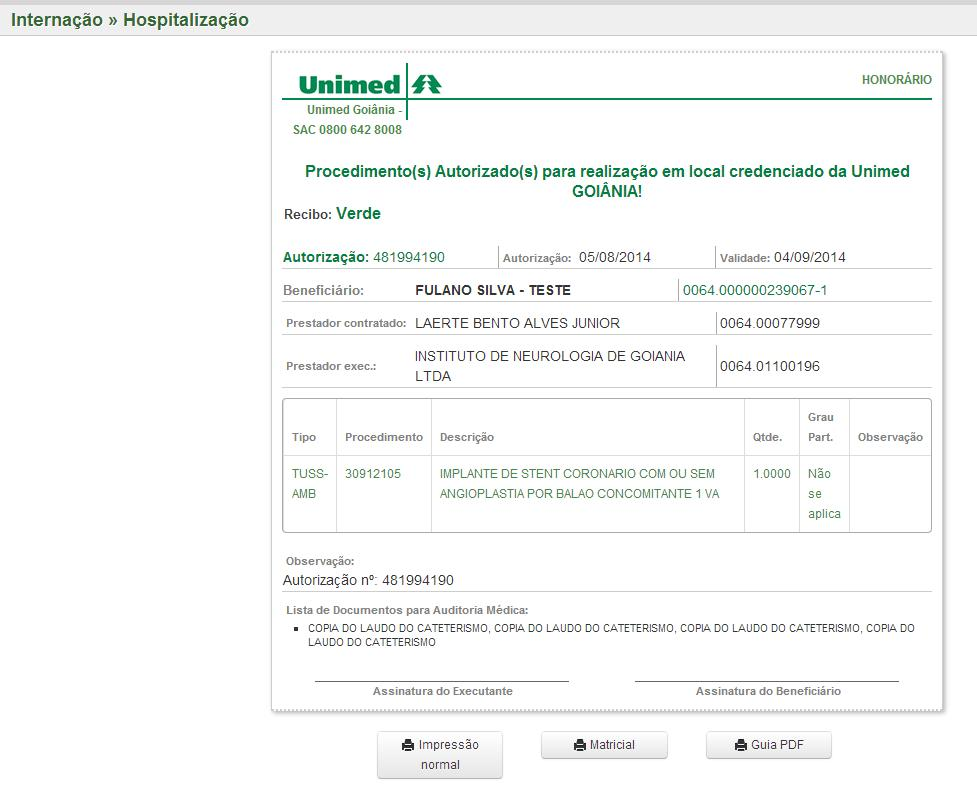 Internação » Hospitalização
Unimed
HONORÁRIO
Unimed Goiânia -
SAC 0800 642 8008
Procedimento(s) Autorizado(s) para realização em local credenciado da Unimed
GOIÂNIA!
Recibo: Verde
Autorização: 481994190 Autorização: 05/08/2014 Validade: 04/09/2014
Beneficiário: FULANO SILVA - TESTE 0064.000000239067-1
Prestador contratado: LAERTE BENTO ALVES JUNIOR 0064.00077999
Prestador exec.: INSTITUTO DE NEUROLOGIA DE GOIANIA
LTDA 0064.01100196
Tipo Procedimento Descrição Qtde. Grau
Part. Observação
TUSS- 30912105 IMPLANTE DE STENT CORONARIO COM OU SEM 1.0000 Não
AMB ANGIOPLASTIA POR BALAO CONCOMITANTE 1 VA se
aplica
Observação:
Autorização nº: 481994190
Lista de Documentos para Auditoria Médica:
COPIA DO LAUDO DO CATETERISMO, COPIA DO LAUDO DO CATETERISMO, COPIA DO LAUDO DO CATETERISMO, COPIA DO
LAUDO DO CATETERISMO
Assinatura do Executante Assinatura do Beneficiário
Impressão
normal
Matricial
Guia PDF